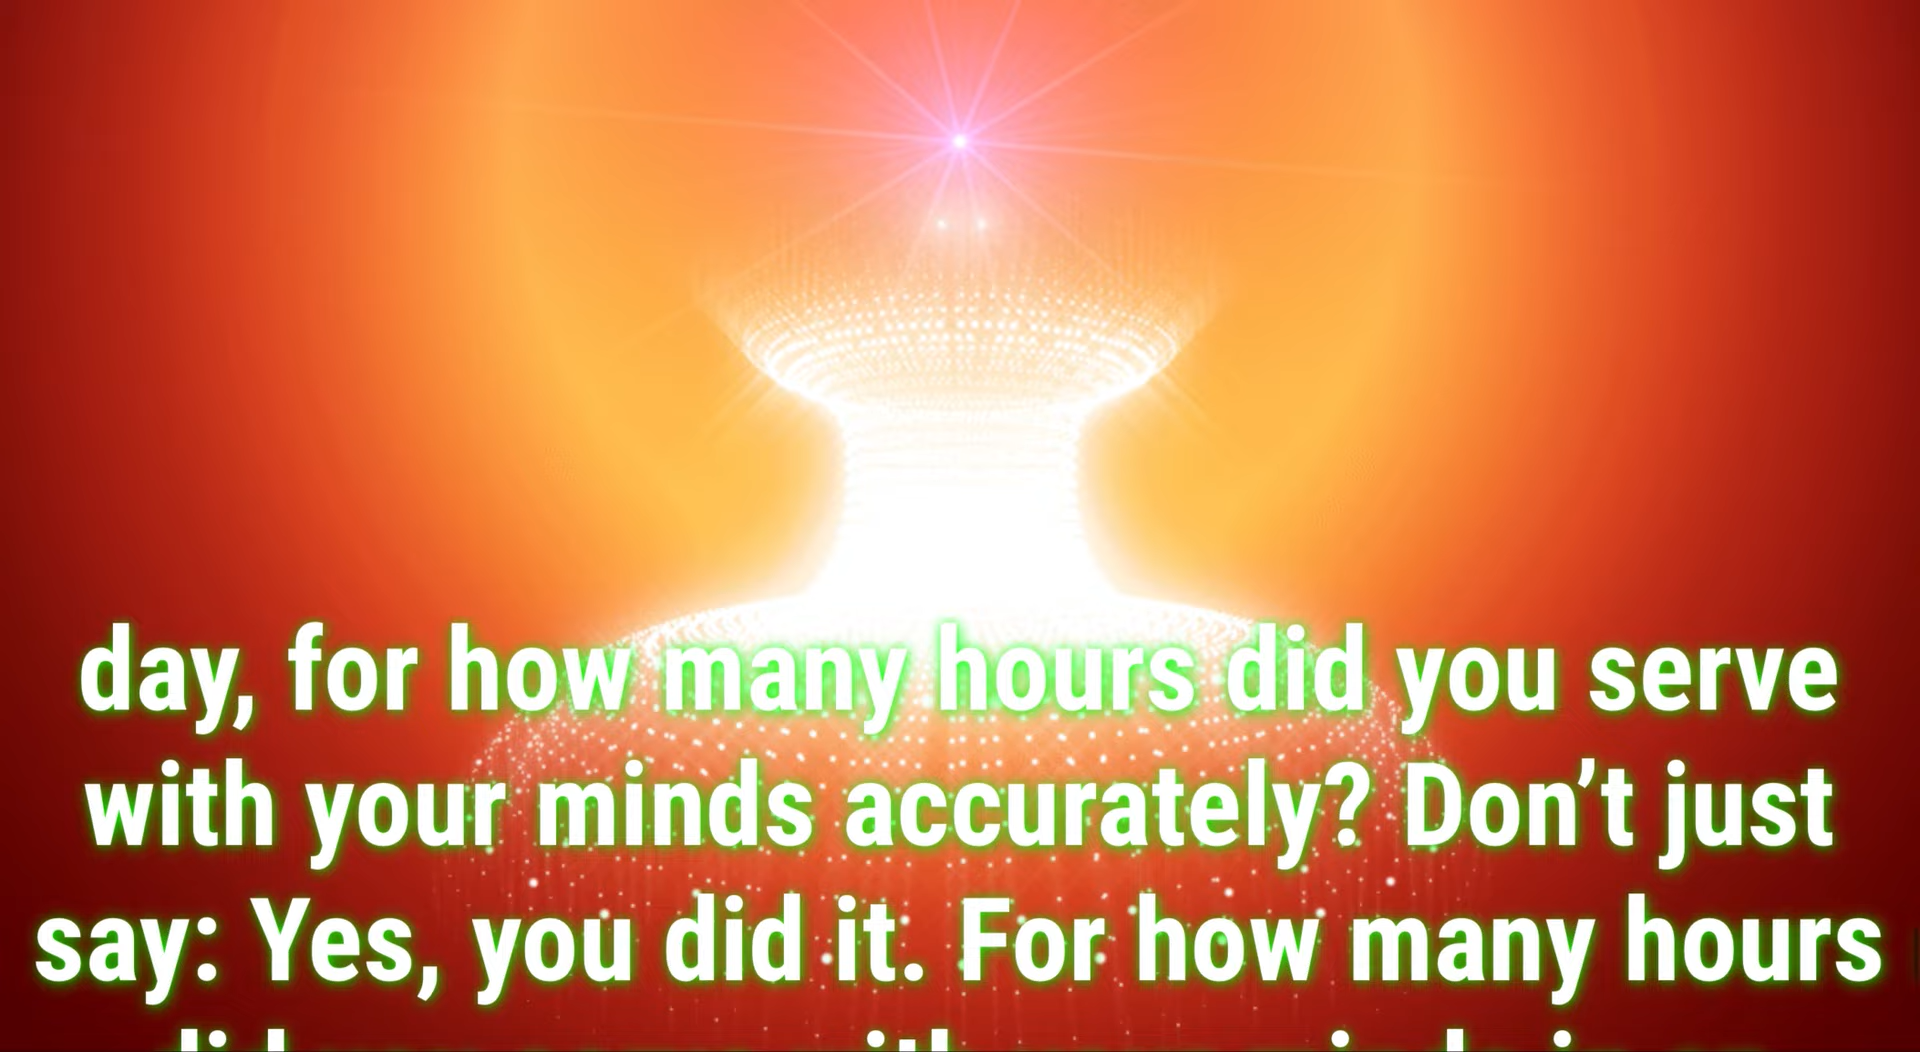 day, for how many hours did you serve
with your minds accurately? Don’t just
say: Yes, you did it. For how many hours